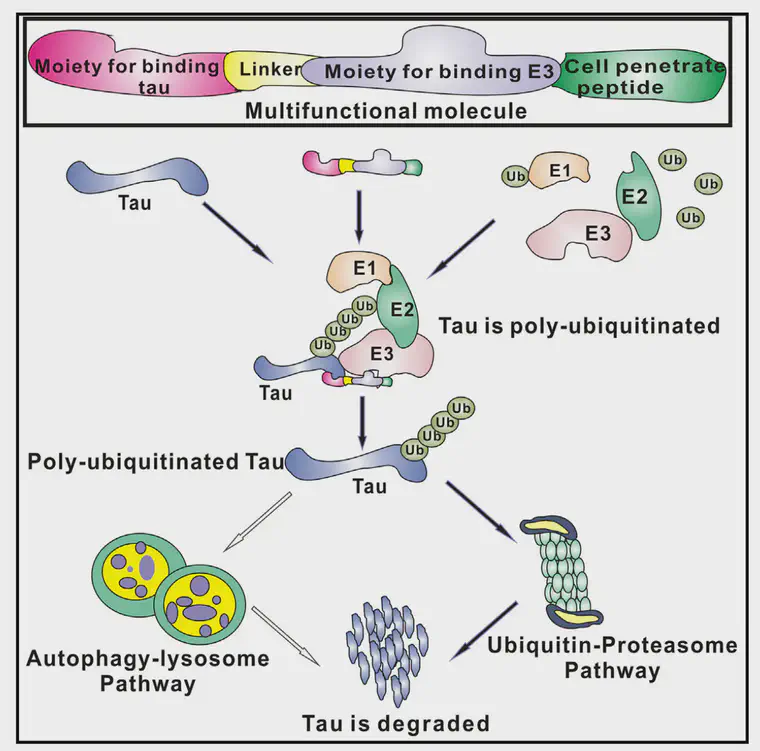 Moiety for binding
tau
Linker
Moiety for binding E3
Cell penetrate
peptide
Multifunctional molecule
Tau
Ub
E1
E2
E3
Ub
Ub
Ub
E1
E2
E3
Ub
Ub
Ub
Ub
Tau
Tau is poly-ubiquitinated
Poly-ubiquitinated Tau
Ub
Ub
Ub
Ub
Tau
Autophagy-lysosome
Pathway
Ubiquitin-Proteasome
Pathway
Tau is degraded